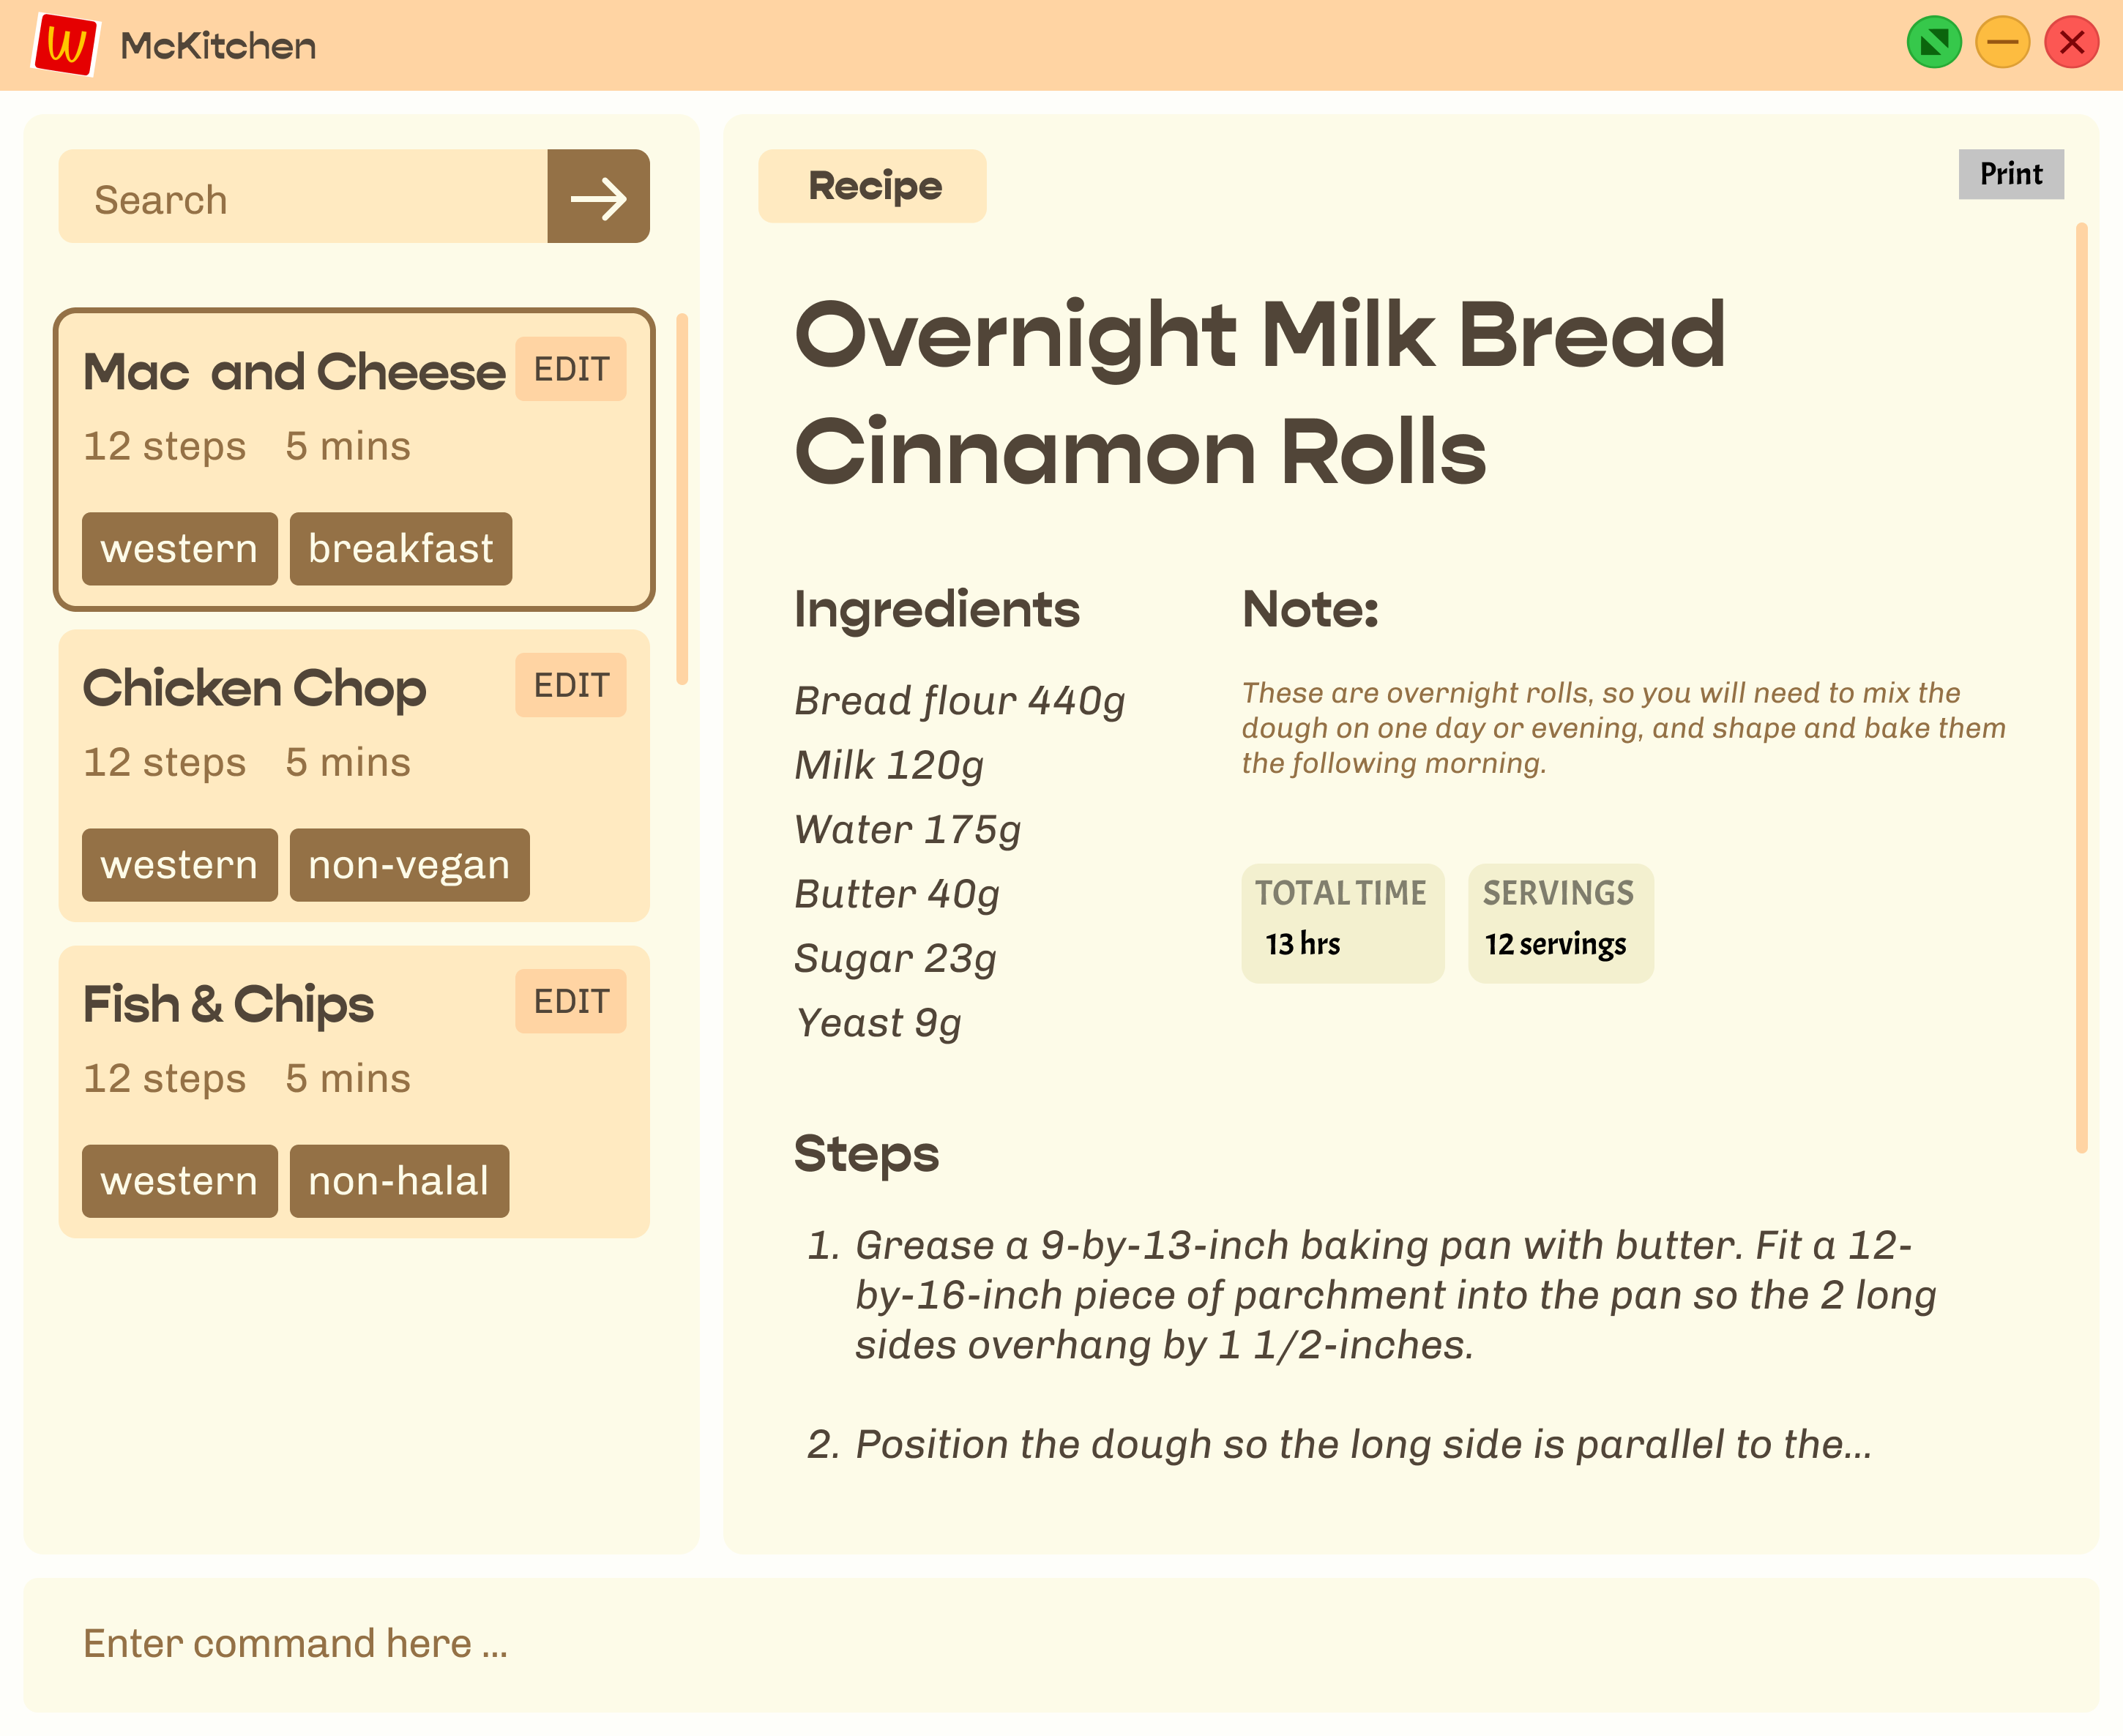 McKitchen
Search
Mac  and Cheese EDIT
12 steps 5 mins
western breakfast
Chicken Chop EDIT
12 steps 5 mins
western non-vegan
Fish & Chips EDIT
12 steps 5 mins
western non-halal
Recipe
Print
Overnight Milk Bread
Cinnamon Rolls
Ingredients
Bread flour 440g
Milk 120g
Water 175g
Butter 40g
Sugar 23g
Yeast 9g
Note:
These are overnight rolls, so you will need to mix the
dough on one day or evening, and shape and bake them
the following morning.
TOTAL TIME
13 hrs
SERVINGS
12 servings
Steps
1. Grease a 9-by-13-inch baking pan with butter. Fit a 12-
by-16-inch piece of parchment into the pan so the 2 long
sides overhang by 1 1/2-inches.
2. Position the dough so the long side is parallel to the...
Enter command here ...